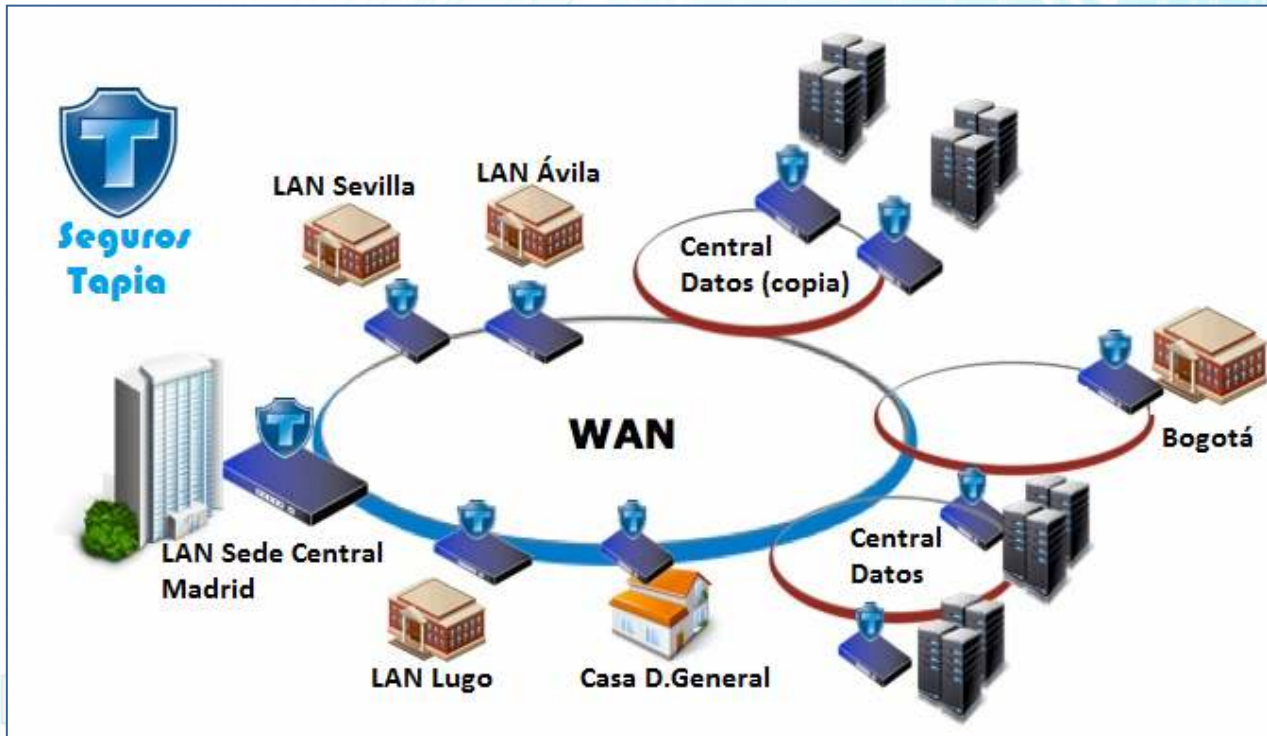 T
Seguros
Tapia
LAN Sevilla
LAN Ávila
Central
Datos (copia)
WAN
Bogotá
LAN Sede Central
Madrid
LAN Lugo
Casa D.General
Central
Datos